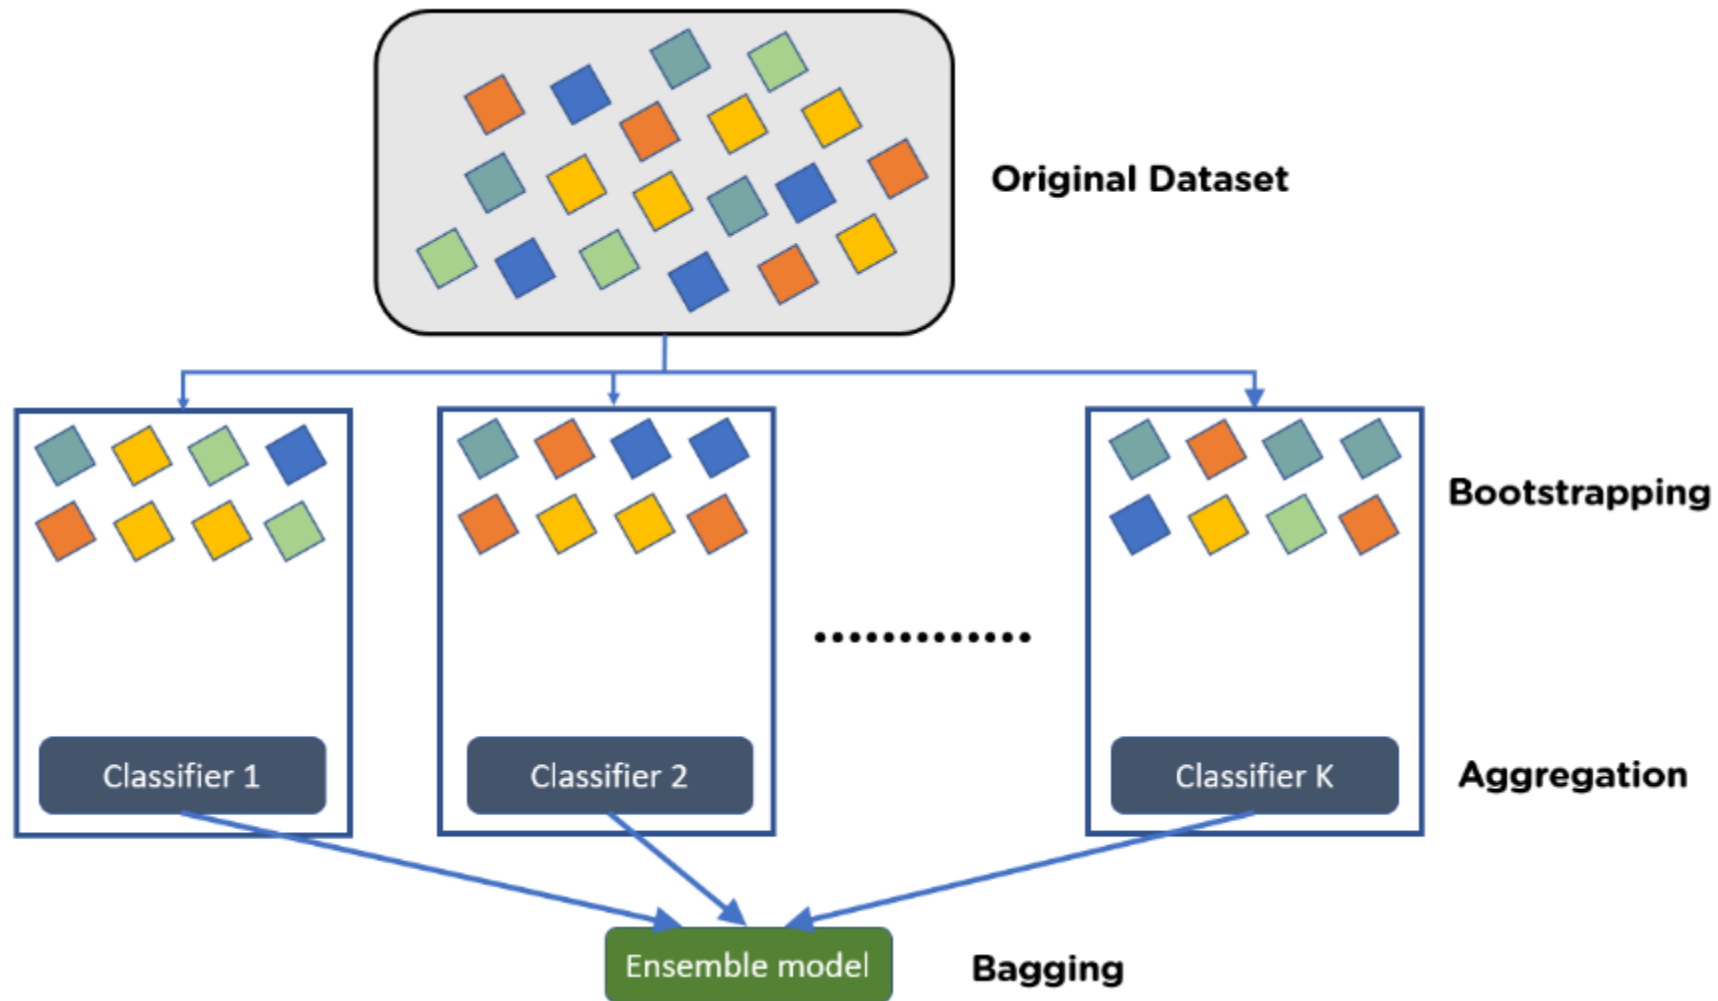 Original Dataset
Bootstrapping
Classifier 1
Classifier 2
Classifier K
Aggregation
Ensemble model
Bagging